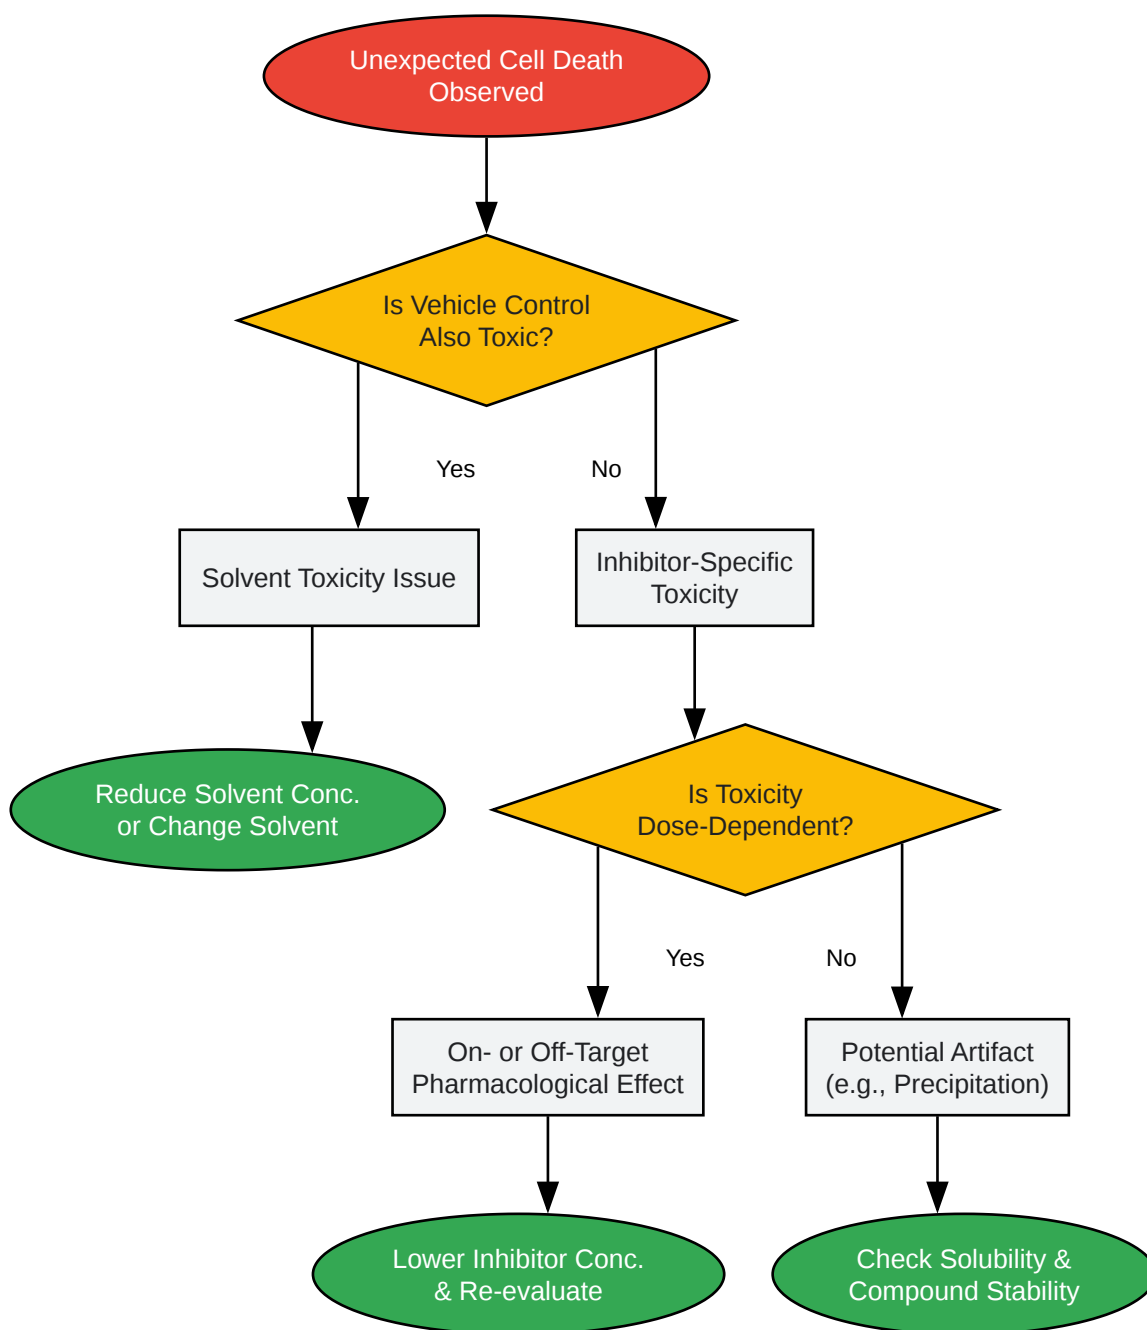 Unexpected Cell Death
Observed
Is Vehicle Control
Also Toxic?
Yes
No
Solvent Toxicity Issue
Inhibitor-Specific
Toxicity
Reduce Solvent Conc.
or Change Solvent
Is Toxicity
Dose-Dependent?
Yes
No
On- or Off-Target
Pharmacological Effect
Potential Artifact
(e.g., Precipitation)
Lower Inhibitor Conc.
& Re-evaluate
Check Solubility &
Compound Stability